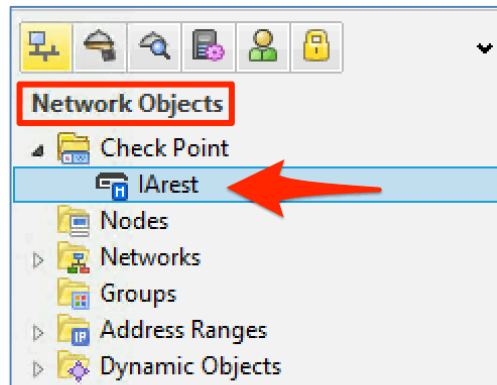 Network Objects
Check Point
IArest
Nodes
Networks
Groups
Address Ranges
Dynamic Objects